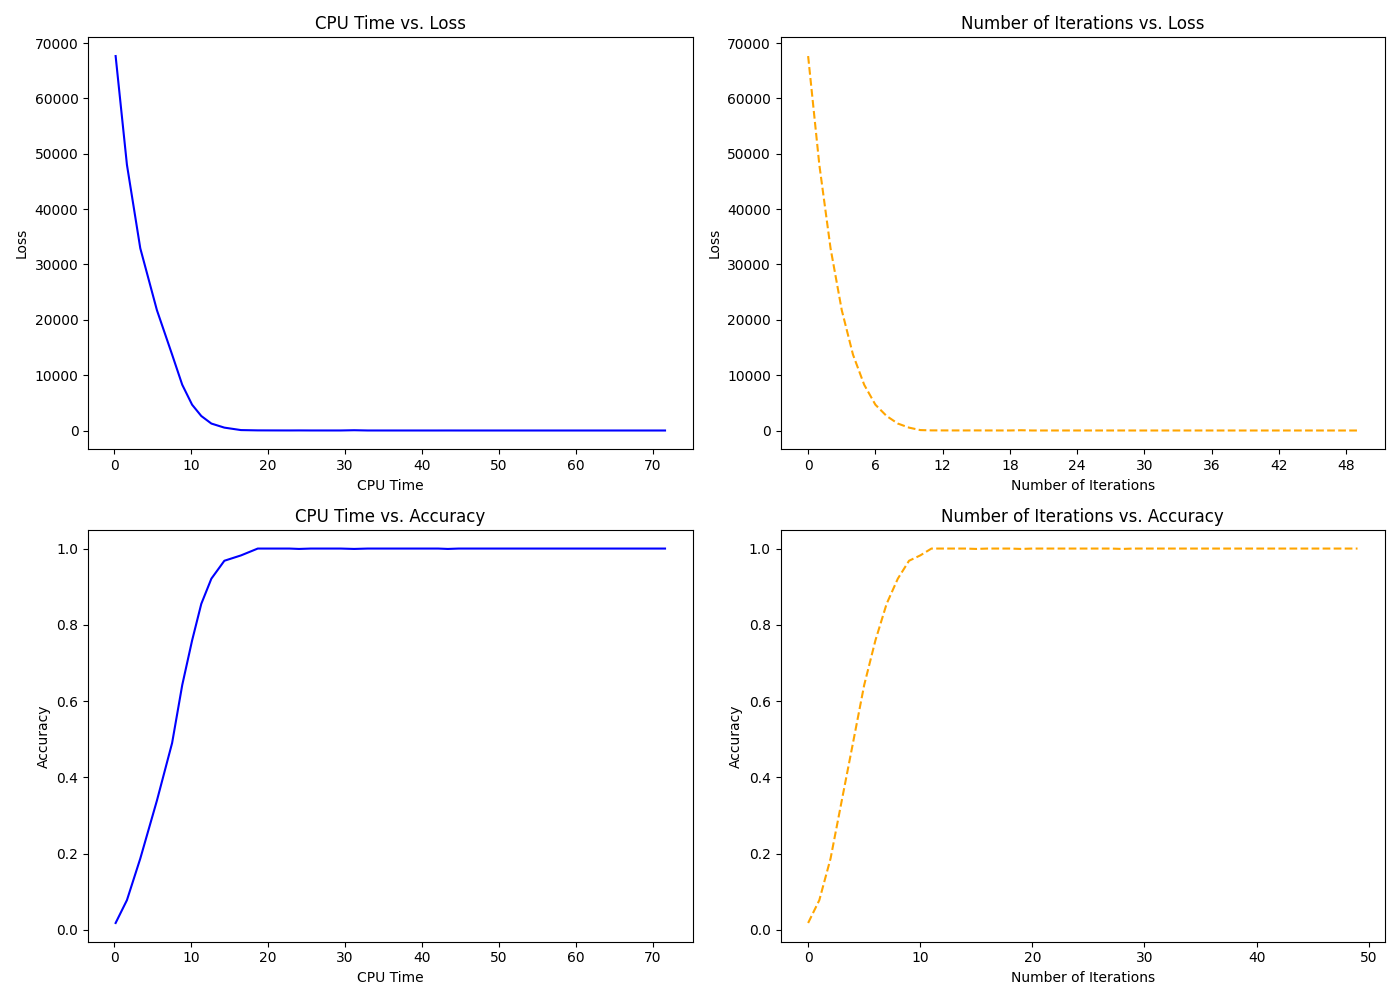 CPU Time vs. Loss
70000
60000
50000
40000
30000
20000
10000
0
Loss
0 10 20 30 40 50 60 70
CPU Time
Number of Iterations vs. Loss
70000
60000
50000
40000
30000
20000
10000
0
Loss
0 6 12 18 24 30 36 42 48
Number of Iterations
CPU Time vs. Accuracy
1.0
0.8
0.6
0.4
0.2
0.0
Accuracy
0 10 20 30 40 50 60 70
CPU Time
Number of Iterations vs. Accuracy
1.0
0.8
0.6
0.4
0.2
0.0
Accuracy
0 10 20 30 40 50
Number of Iterations